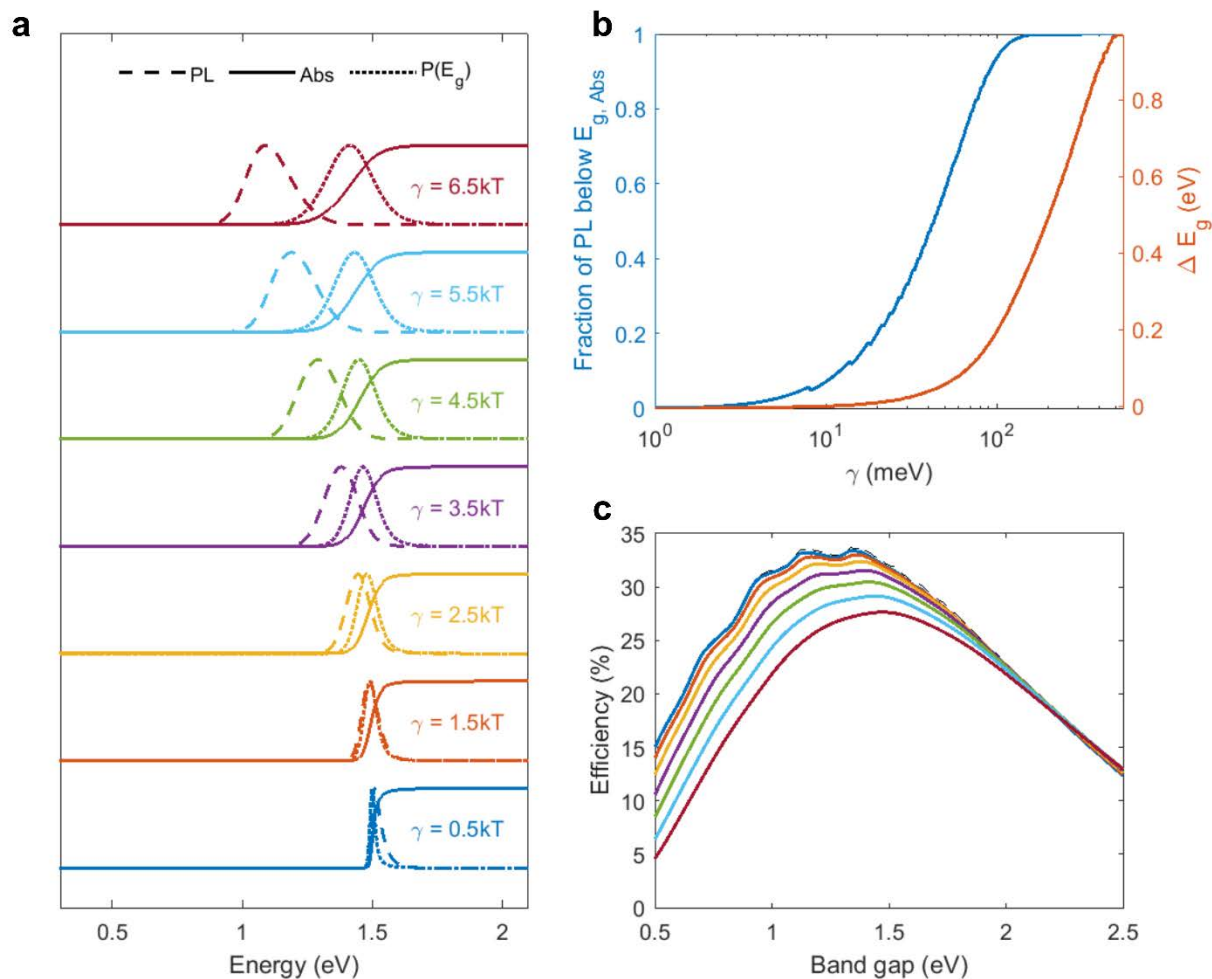 a
PL Abs P(E_g)
γ = 6.5kT
γ = 5.5kT
γ = 4.5kT
γ = 3.5kT
γ = 2.5kT
γ = 1.5kT
γ = 0.5kT
0.5 1 1.5 2
Energy (eV)
b
Fraction of PL below E_g, Abs
1
0.8
0.6
0.4
0.2
0
0.8
0.6
0.4
0.2
0
Δ E_g (eV)
10^0 10^1 10^2
γ (meV)
c
Efficiency (%)
35
30
25
20
15
10
5
0
0.5 1 1.5 2 2.5
Band gap (eV)